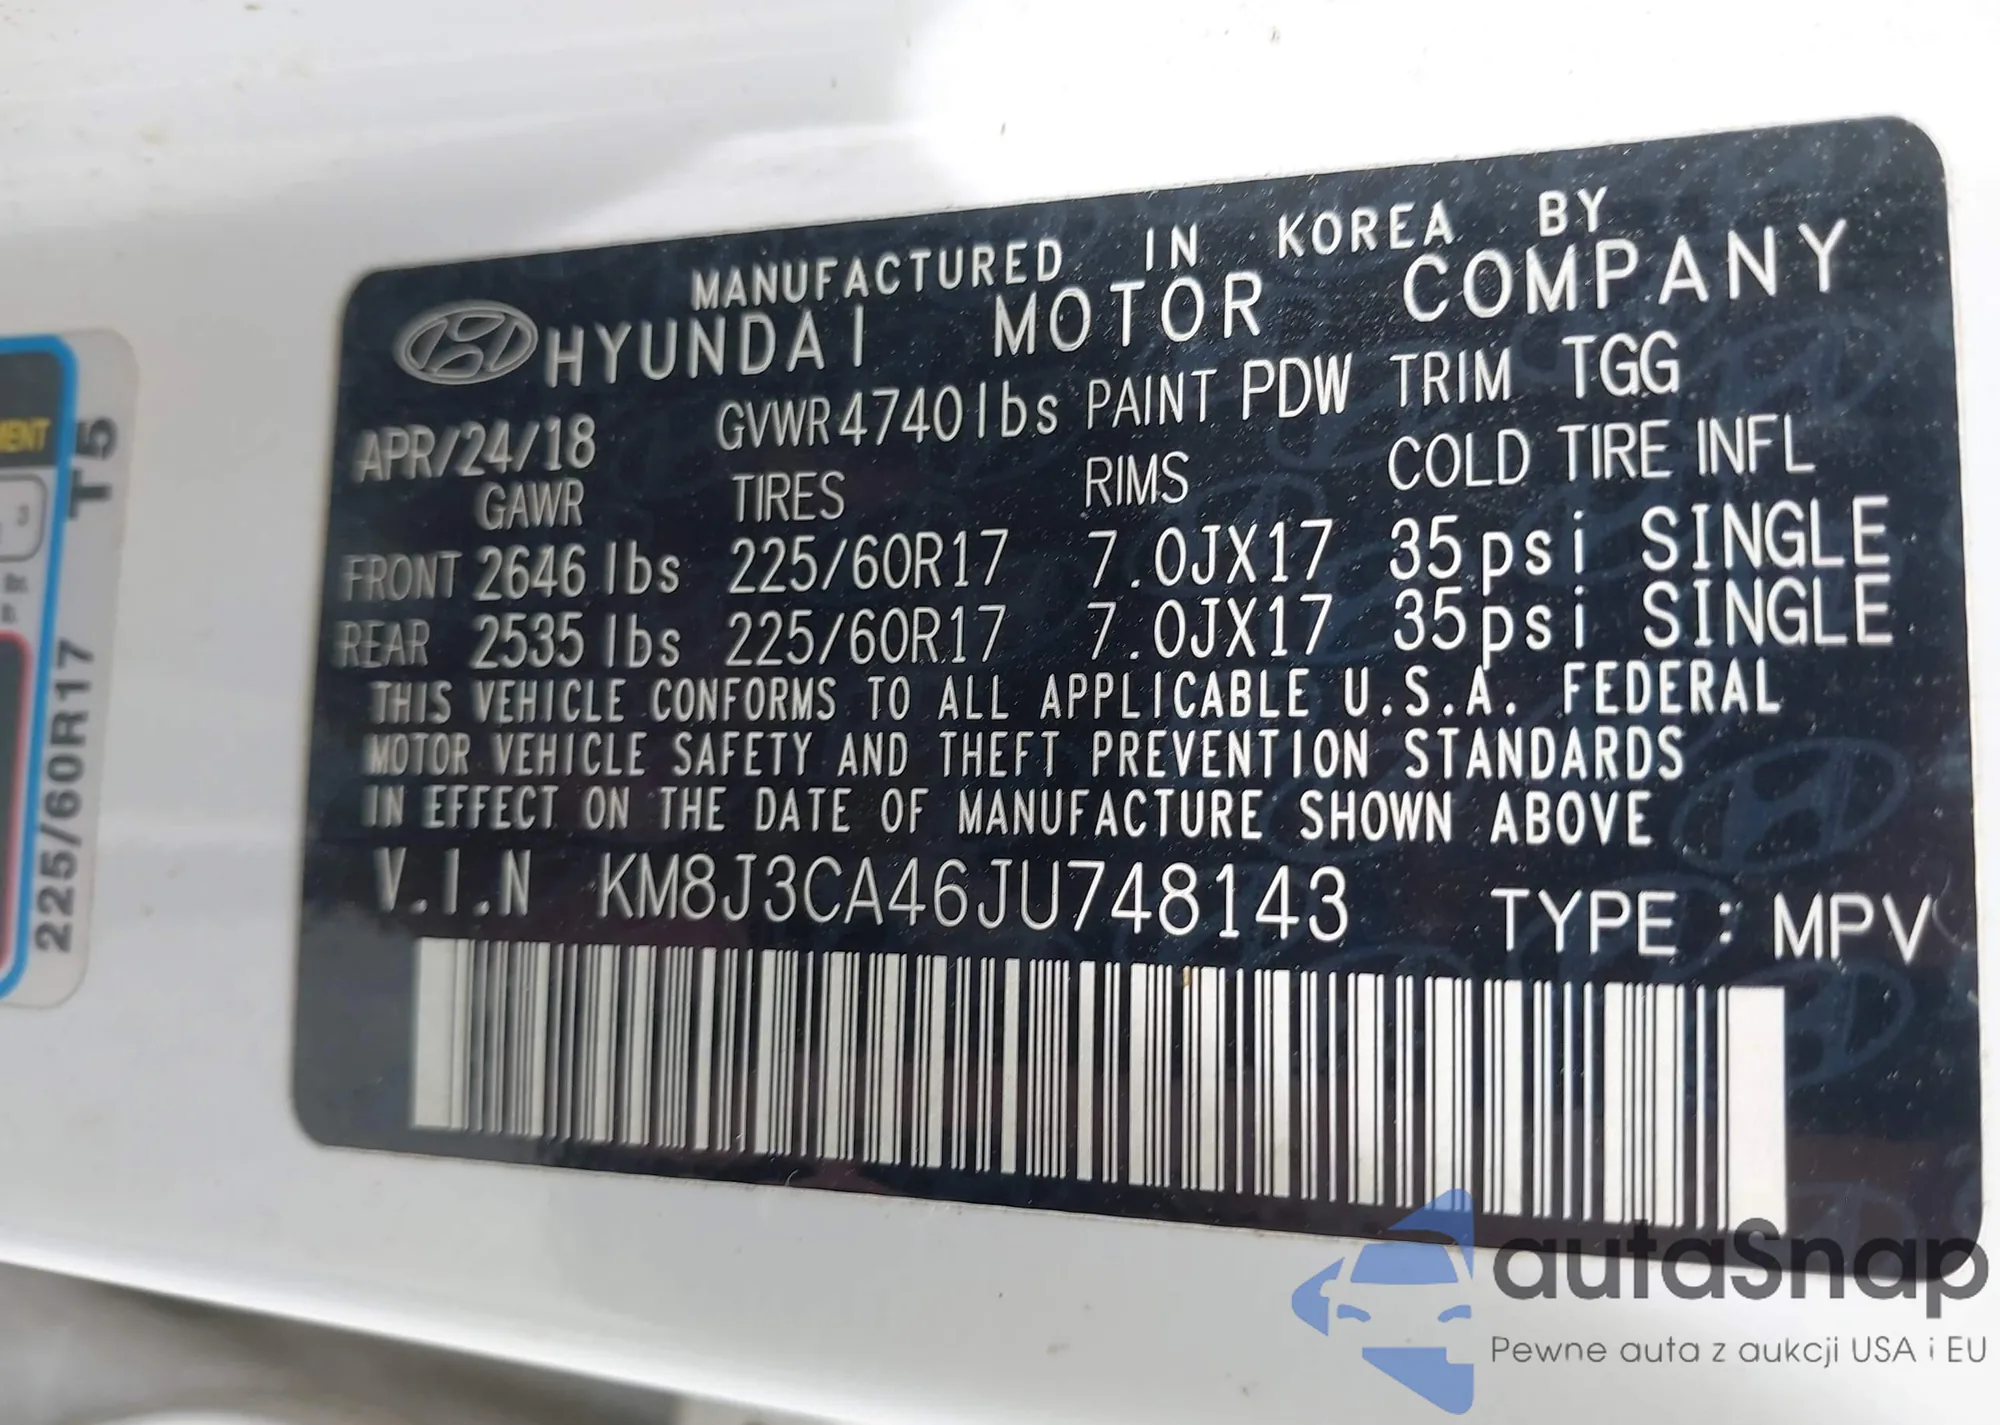 MANUFACTURED IN KOREA BY
HYUNDAI MOTOR COMPANY
APR/24/18 GVWR 4740lbs PAINT PDW TRIM TGG
GAWR TIRES RIMS COLD TIRE INFL
FRONT 2646 lbs 225/60R17 7.0JX17 35psi SINGLE
REAR 2535 lbs 225/60R17 7.0JX17 35psi SINGLE
THIS VEHICLE CONFORMS TO ALL APPLICABLE U.S.A. FEDERAL
MOTOR VEHICLE SAFETY AND THEFT PREVENTION STANDARDS
IN EFFECT ON THE DATE OF MANUFACTURE SHOWN ABOVE
V.I.N KM8J3CA46JU748143 TYPE : MPV
225/60R17 T5
3
autasnap
Pewne auta z aukcji USA i EU